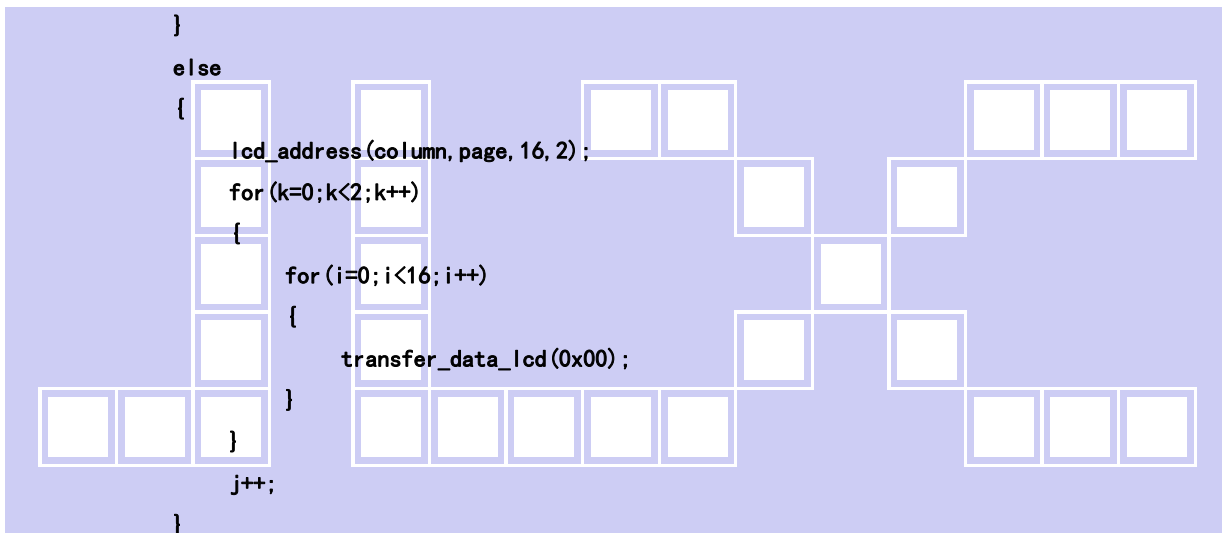 }
else
{
lcd_address(column,page,16,2);
for(k=0;k<2;k++)
{
for(i=0;i<16;i++)
{
transfer_data_lcd(0x00);
}
}
j++;
}